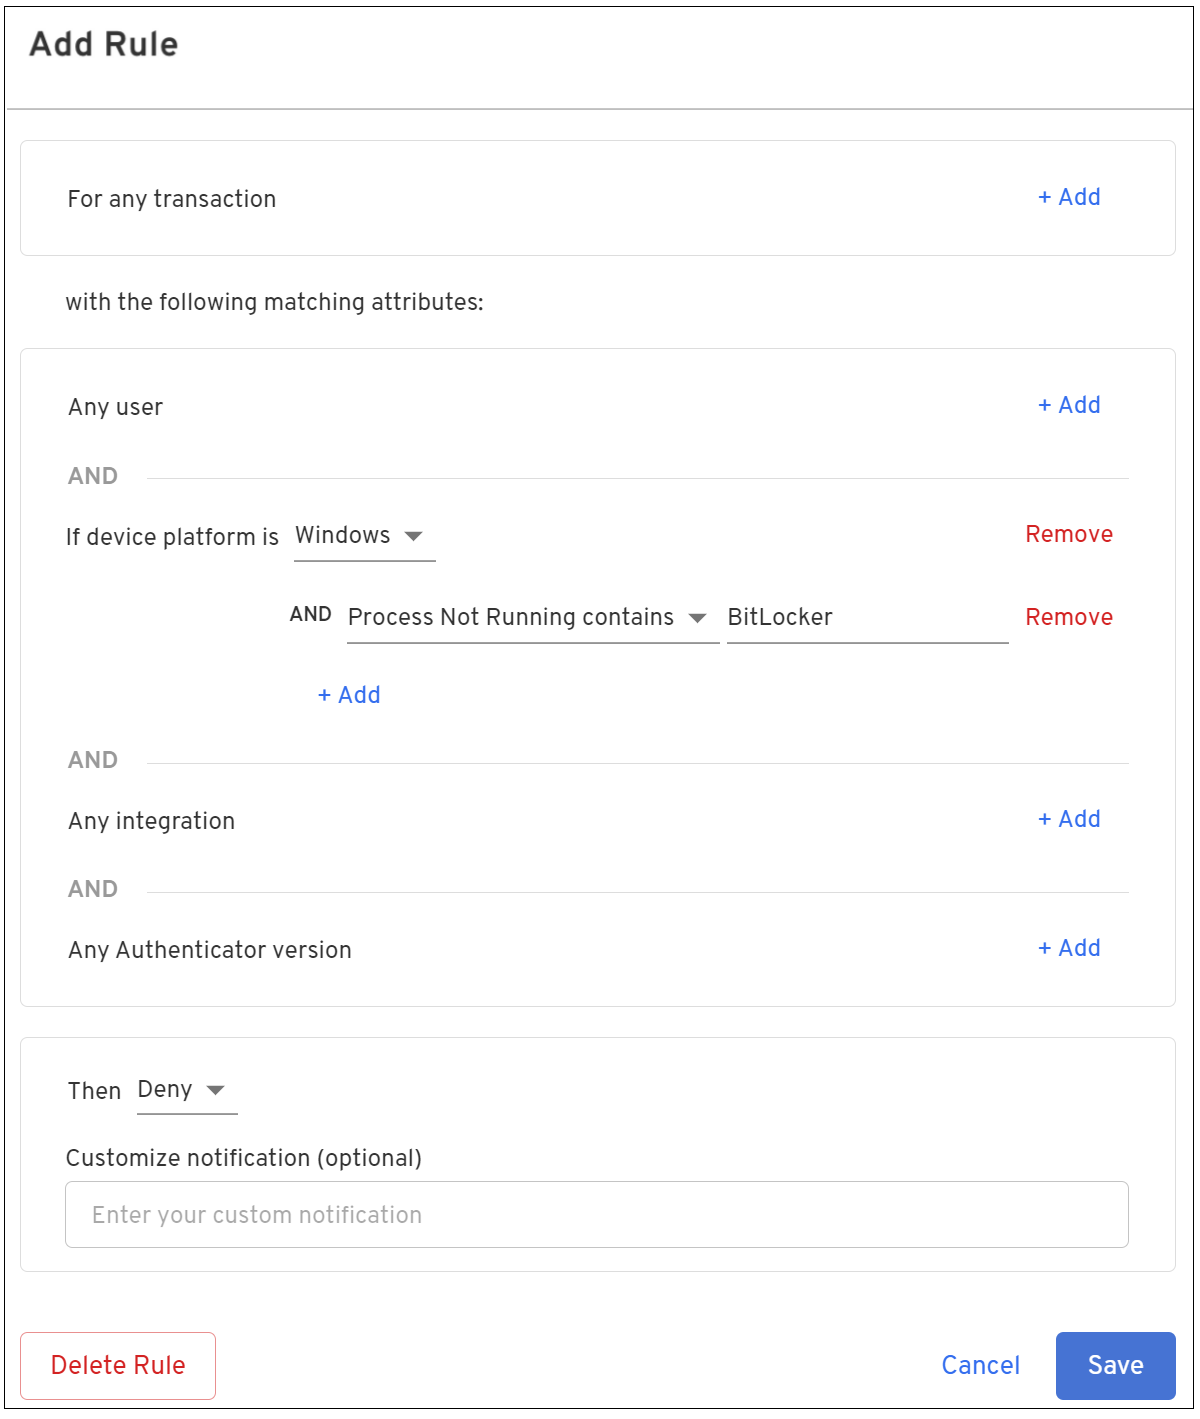 Add Rule
For any transaction + Add
with the following matching attributes:
Any user + Add
AND
If device platform is Windows Remove
AND Process Not Running contains BitLocker Remove
+ Add
AND
Any integration + Add
AND
Any Authenticator version + Add
Then Deny
Customize notification (optional)
Enter your custom notification
Delete Rule Cancel Save